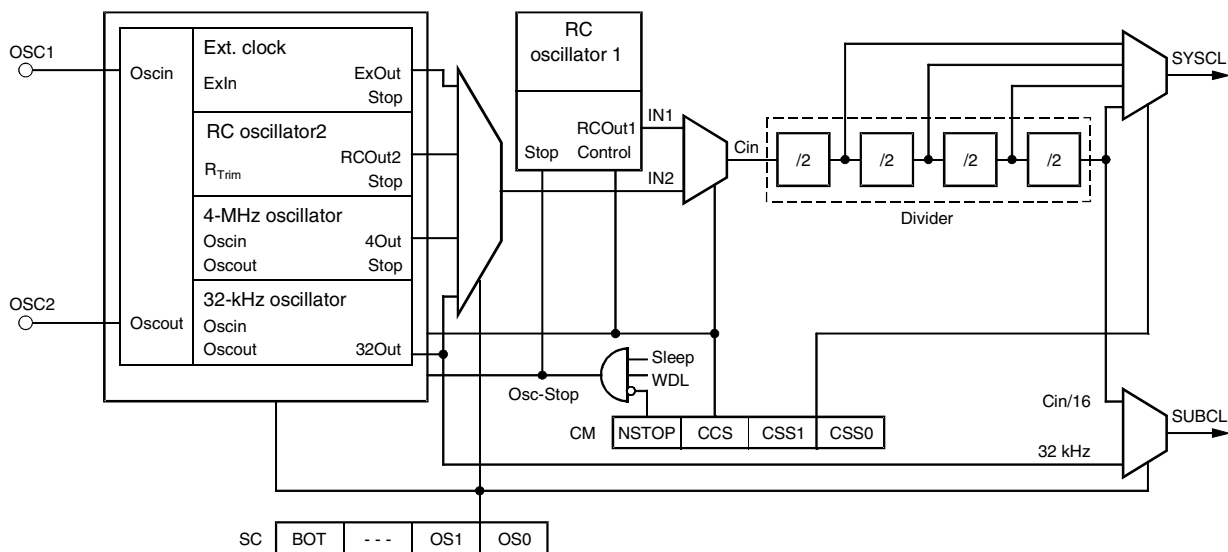 OSC1
Oscin
Ext. clock
ExIn
ExOut
Stop
RC oscillator2
RTrim
RCOut2
Stop
4-MHz oscillator
Oscin
Oscout
4Out
Stop
OSC2
Oscout
32-kHz oscillator
Oscin
Oscout
32Out
RC
oscillator 1
RCOut1
Stop Control
IN1
IN2
Cin
/2 /2 /2 /2
Divider
SYSCL
Sleep
WDL
Osc-Stop
CM NSTOP CCS CSS1 CSS0
Cin/16
32 kHz
SUBCL
SC BOT - - - OS1 OS0